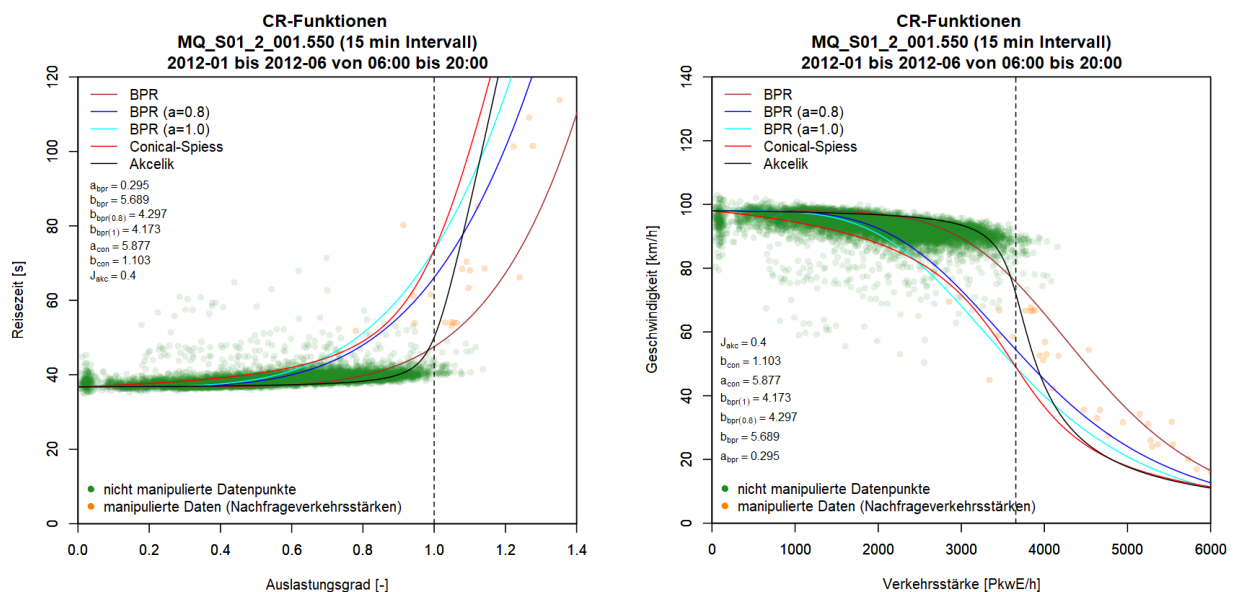 CR-Funktionen
MQ_S01_2_001.550 (15 min Intervall)
2012-01 bis 2012-06 von 06:00 bis 20:00
BPR
BPR (a=0.8)
BPR (a=1.0)
Conical-Spiess
Akcelik
a_bpr = 0.295
b_bpr = 5.689
b_bpr(0.8) = 4.297
b_bpr(1) = 4.173
a_con = 5.877
b_con = 1.103
J_akc = 0.4
nicht manipulierte Datenpunkte
manipulierte Daten (Nachfrageverkehrsstärken)
Reisezeit [s]
0 20 40 60 80 100 120
0.0 0.2 0.4 0.6 0.8 1.0 1.2 1.4
Auslastungsgrad [-]
CR-Funktionen
MQ_S01_2_001.550 (15 min Intervall)
2012-01 bis 2012-06 von 06:00 bis 20:00
BPR
BPR (a=0.8)
BPR (a=1.0)
Conical-Spiess
Akcelik
J_akc = 0.4
b_con = 1.103
a_con = 5.877
b_bpr(1) = 4.173
b_bpr(0.8) = 4.297
b_bpr = 5.689
a_bpr = 0.295
nicht manipulierte Datenpunkte
manipulierte Daten (Nachfrageverkehrsstärken)
Geschwindigkeit [km/h]
0 20 40 60 80 100 120 140
0 1000 2000 3000 4000 5000 6000
Verkehrsstärke [PkwE/h]